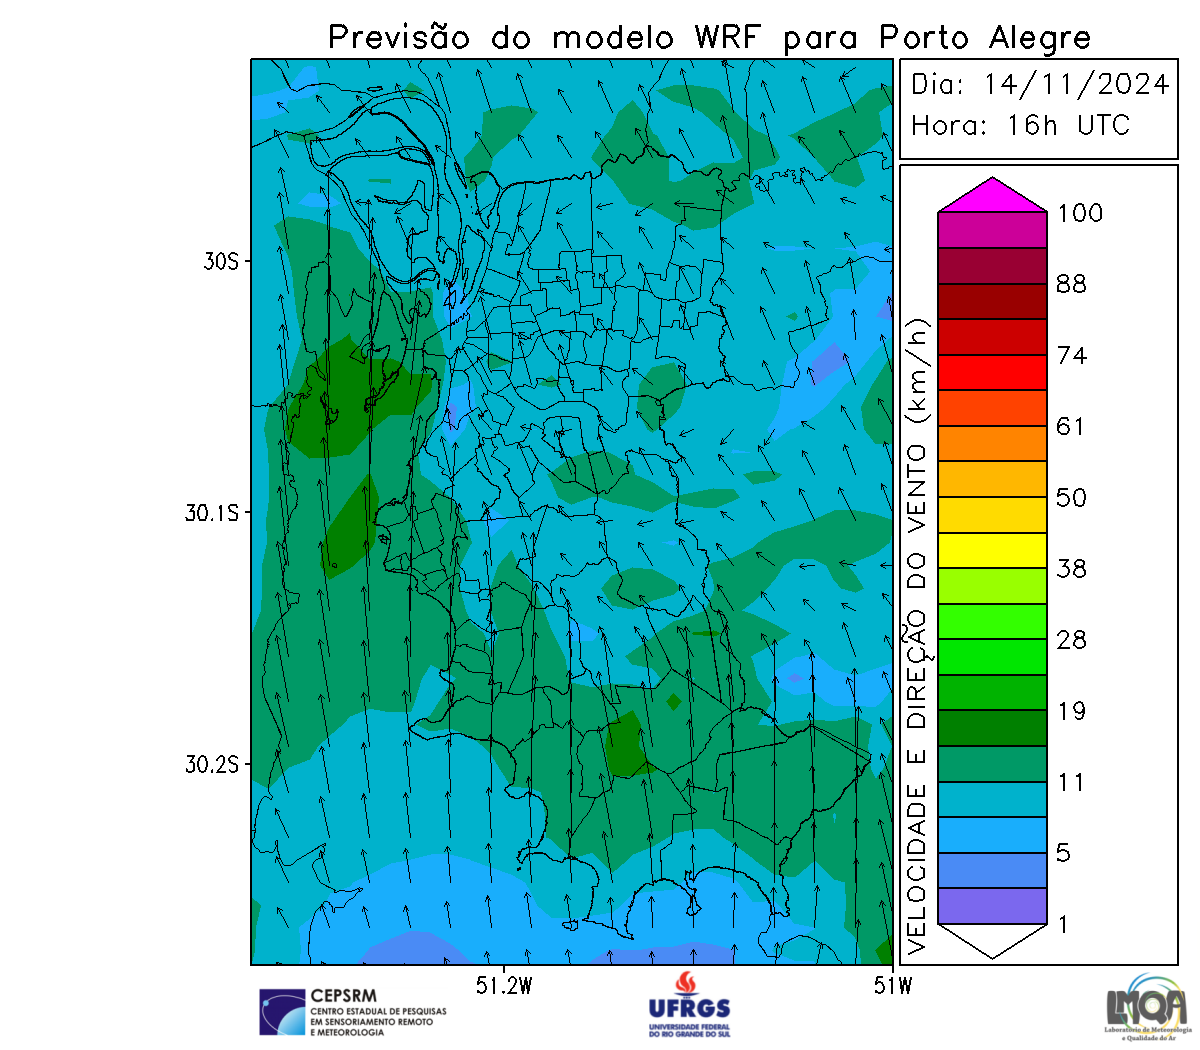 Previsão do modelo WRF para Porto Alegre
Dia: 14/11/2024
Hora: 16h UTC
30S
30.1S
30.2S
51.2W
51W
VELOCIDADE E DIREÇÃO DO VENTO (km/h)
100
88
74
61
50
38
28
19
11
5
1
CEPSRM
CENTRO ESTADUAL DE PESQUISAS
EM SENSORIAMENTO REMOTO
E METEOROLOGIA
UFRGS
UNIVERSIDADE FEDERAL
DO RIO GRANDE DO SUL
LMQA
Laboratório de Meteorologia
e Qualidade do Ar